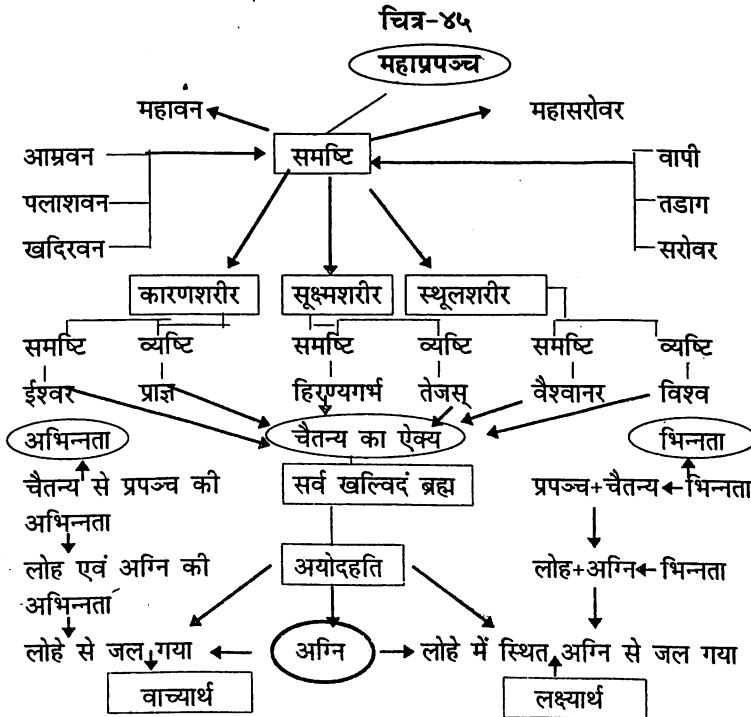 चित्र-४५
महाप्रपञ्च
महावन महासरोवर
आम्रवन समष्टि वापी
पलाशवन तडाग
खदिरवन सरोवर
कारणशरीर सूक्ष्मशरीर स्थूलशरीर
समष्टि व्यष्टि समष्टि व्यष्टि समष्टि व्यष्टि
ईश्वर प्राज्ञ हिरण्यगर्भ तेजस् वैश्वानर विश्व
अभिन्नता चैतन्य का ऐक्य भिन्नता
चैतन्य से प्रपञ्च की सर्व खल्विदं ब्रह्म प्रपञ्च+चैतन्य भिन्नता
अभिन्नता
लोह एवं अग्नि की अयोदहति लोह+अग्नि भिन्नता
अभिन्नता
लोहे से जल गया अग्नि लोहे में स्थित अग्नि से जल गया
वाच्यार्थ लक्ष्यार्थ